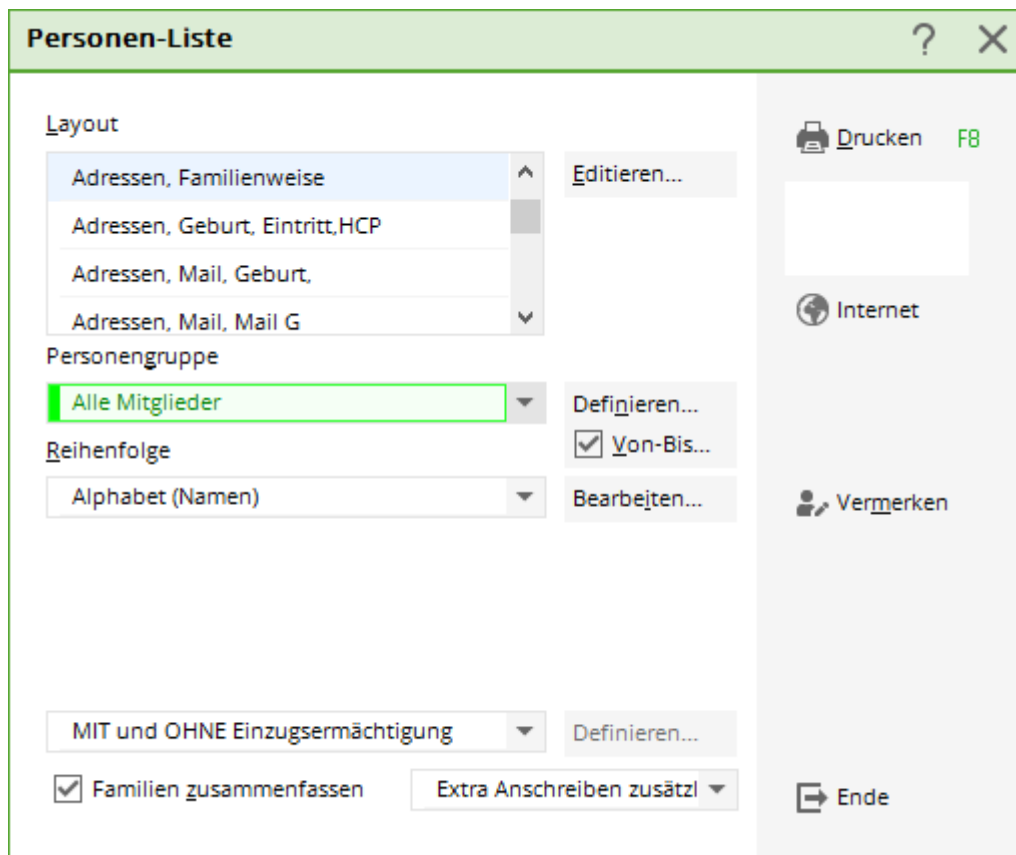 Personen-Liste
Layout
Adressen, Familienweise
Adressen, Geburt, Eintritt,HCP
Adressen, Mail, Geburt,
Adressen, Mail, Mail G
Editieren...
Personengruppe
Alle Mitglieder
Definieren...
Von-Bis...
Reihenfolge
Alphabet (Namen)
Bearbeiten...
MIT und OHNE Einzugsermächtigung
Definieren...
Familien zusammenfassen
Extra Anschreiben zusätzl
Drucken F8
Internet
Vermerken
Ende